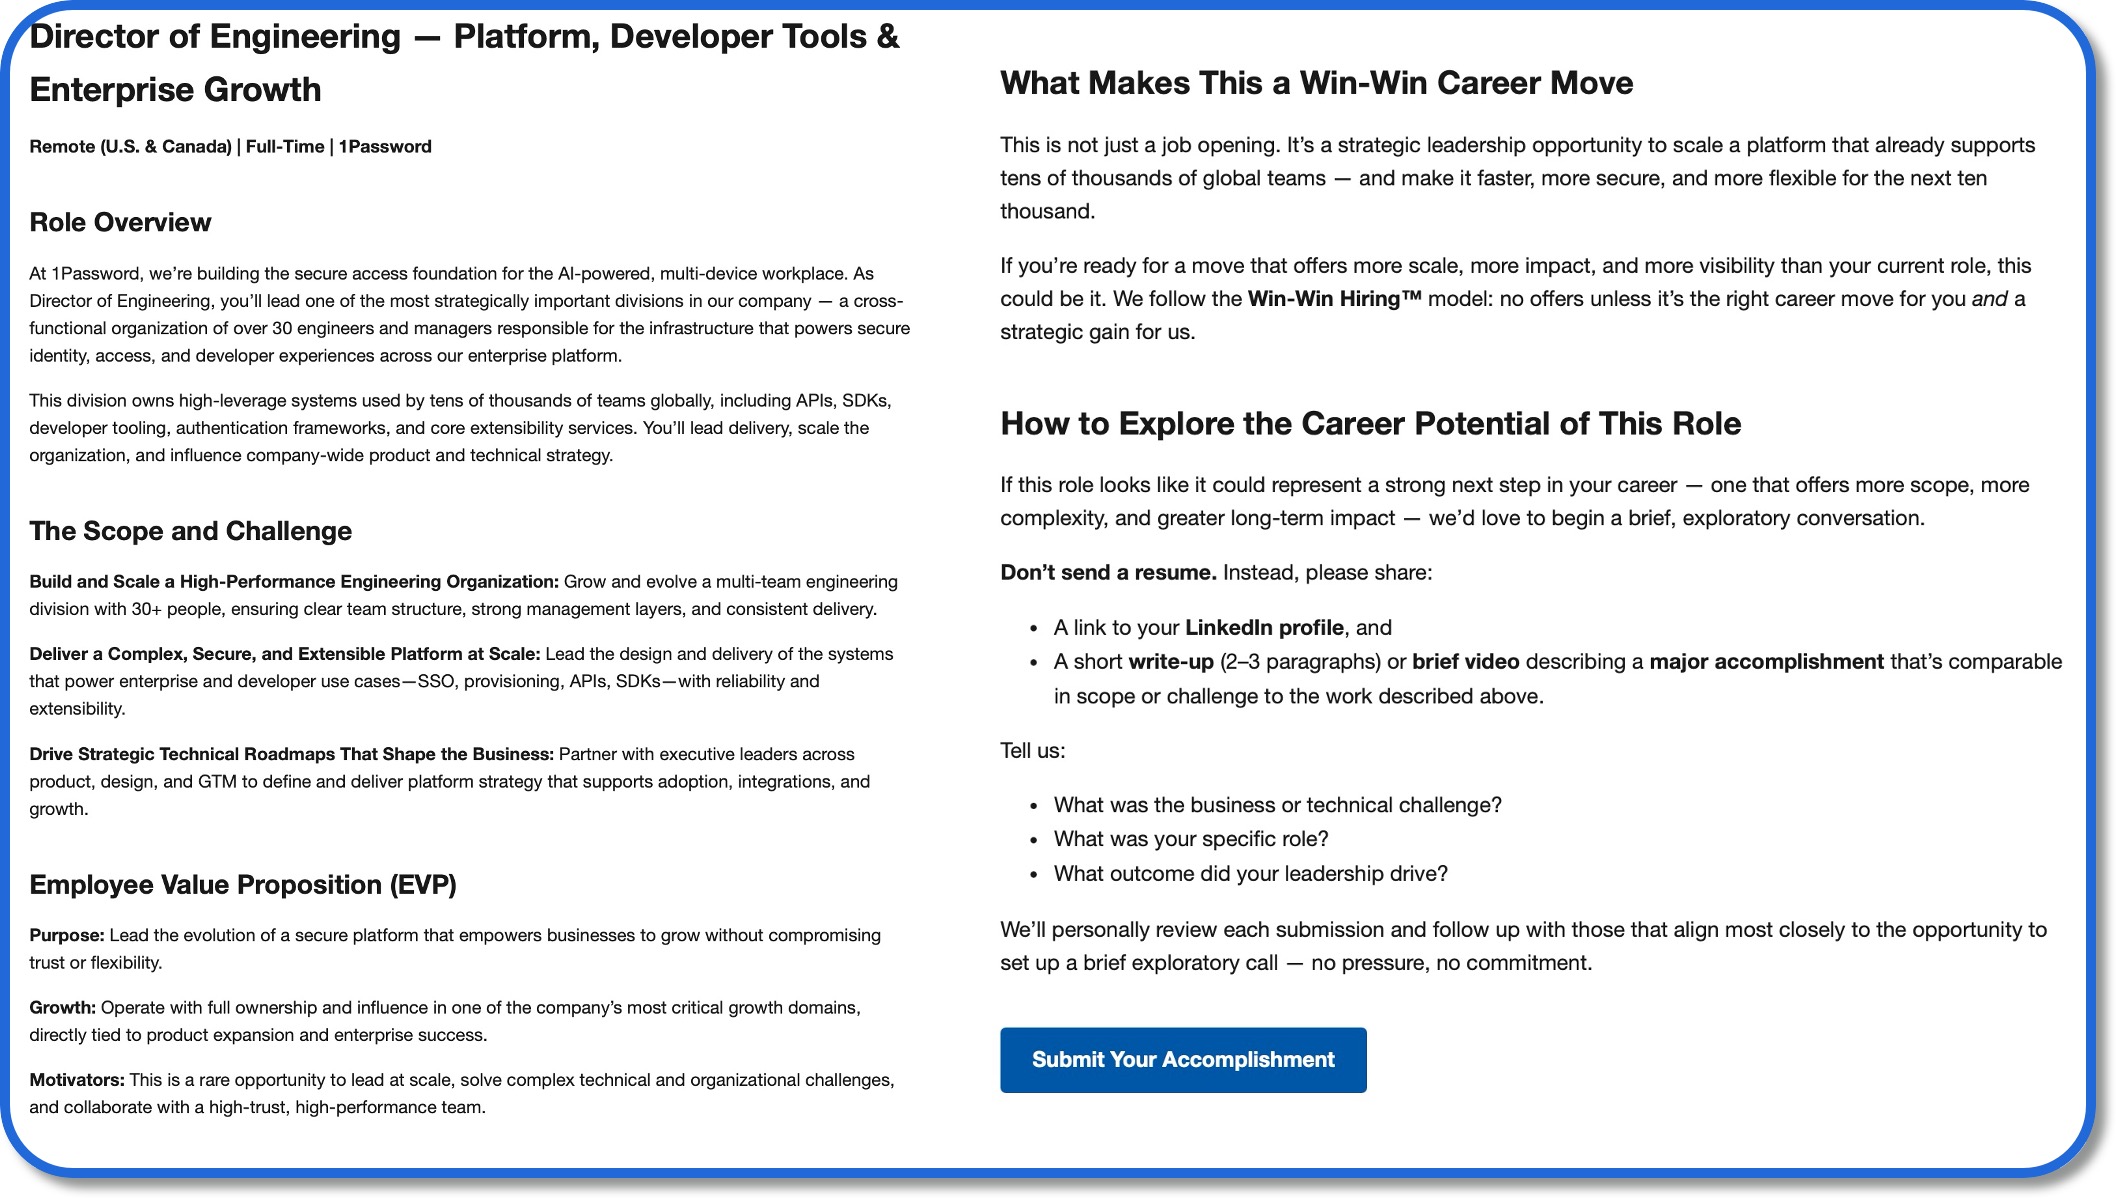 Director of Engineering — Platform, Developer Tools &
Enterprise Growth
Remote (U.S. & Canada) | Full-Time | 1Password
Role Overview
At 1Password, we’re building the secure access foundation for the AI-powered, multi-device workplace. As
Director of Engineering, you’ll lead one of the most strategically important divisions in our company — a cross-
functional organization of over 30 engineers and managers responsible for the infrastructure that powers secure
identity, access, and developer experiences across our enterprise platform.
This division owns high-leverage systems used by tens of thousands of teams globally, including APIs, SDKs,
developer tooling, authentication frameworks, and core extensibility services. You’ll lead delivery, scale the
organization, and influence company-wide product and technical strategy.
The Scope and Challenge
Build and Scale a High-Performance Engineering Organization: Grow and evolve a multi-team engineering
division with 30+ people, ensuring clear team structure, strong management layers, and consistent delivery.
Deliver a Complex, Secure, and Extensible Platform at Scale: Lead the design and delivery of the systems
that power enterprise and developer use cases—SSO, provisioning, APIs, SDKs—with reliability and
extensibility.
Drive Strategic Technical Roadmaps That Shape the Business: Partner with executive leaders across
product, design, and GTM to define and deliver platform strategy that supports adoption, integrations, and
growth.
Employee Value Proposition (EVP)
Purpose: Lead the evolution of a secure platform that empowers businesses to grow without compromising
trust or flexibility.
Growth: Operate with full ownership and influence in one of the company’s most critical growth domains,
directly tied to product expansion and enterprise success.
Motivators: This is a rare opportunity to lead at scale, solve complex technical and organizational challenges,
and collaborate with a high-trust, high-performance team.
What Makes This a Win-Win Career Move
This is not just a job opening. It’s a strategic leadership opportunity to scale a platform that already supports
tens of thousands of global teams — and make it faster, more secure, and more flexible for the next ten
thousand.
If you’re ready for a move that offers more scale, more impact, and more visibility than your current role, this
could be it. We follow the Win-Win Hiring™ model: no offers unless it’s the right career move for you and a
strategic gain for us.
How to Explore the Career Potential of This Role
If this role looks like it could represent a strong next step in your career — one that offers more scope, more
complexity, and greater long-term impact — we’d love to begin a brief, exploratory conversation.
Don’t send a resume. Instead, please share:
• A link to your LinkedIn profile, and
• A short write-up (2–3 paragraphs) or brief video describing a major accomplishment that’s comparable
in scope or challenge to the work described above.
Tell us:
• What was the business or technical challenge?
• What was your specific role?
• What outcome did your leadership drive?
We’ll personally review each submission and follow up with those that align most closely to the opportunity to
set up a brief exploratory call — no pressure, no commitment.
Submit Your Accomplishment